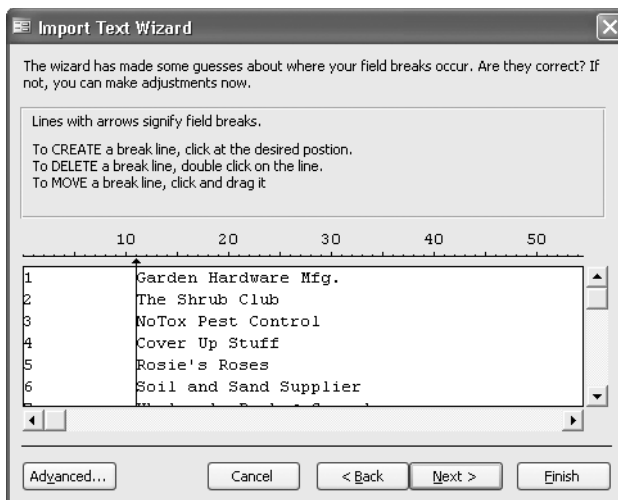 Import Text Wizard
The wizard has made some guesses about where your field breaks occur. Are they correct? If
not, you can make adjustments now.
Lines with arrows signify field breaks.
To CREATE a break line, click at the desired postion.
To DELETE a break line, double click on the line.
To MOVE a break line, click and drag it
10 20 30 40 50
1 Garden Hardware Mfg.
2 The Shrub Club
3 NoTox Pest Control
4 Cover Up Stuff
5 Rosie's Roses
6 Soil and Sand Supplier
Advanced... Cancel < Back Next > Finish